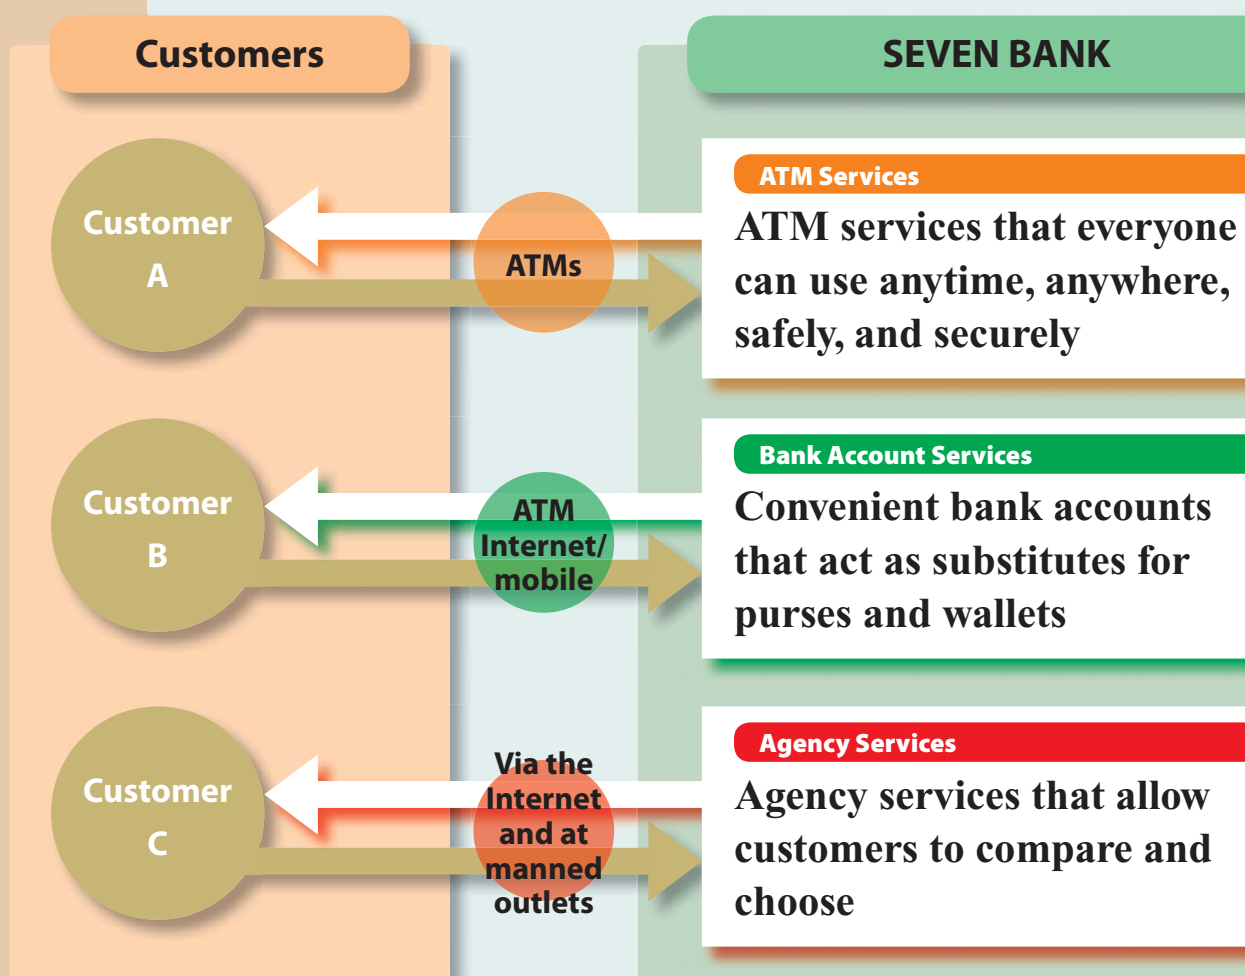 Customers
SEVEN BANK
Customer
A
ATMs
ATM Services
ATM services that everyone
can use anytime, anywhere,
safely, and securely
Customer
B
ATM
Internet/
mobile
Bank Account Services
Convenient bank accounts
that act as substitutes for
purses and wallets
Customer
C
Via the
Internet
and at
manned
outlets
Agency Services
Agency services that allow
customers to compare and
choose